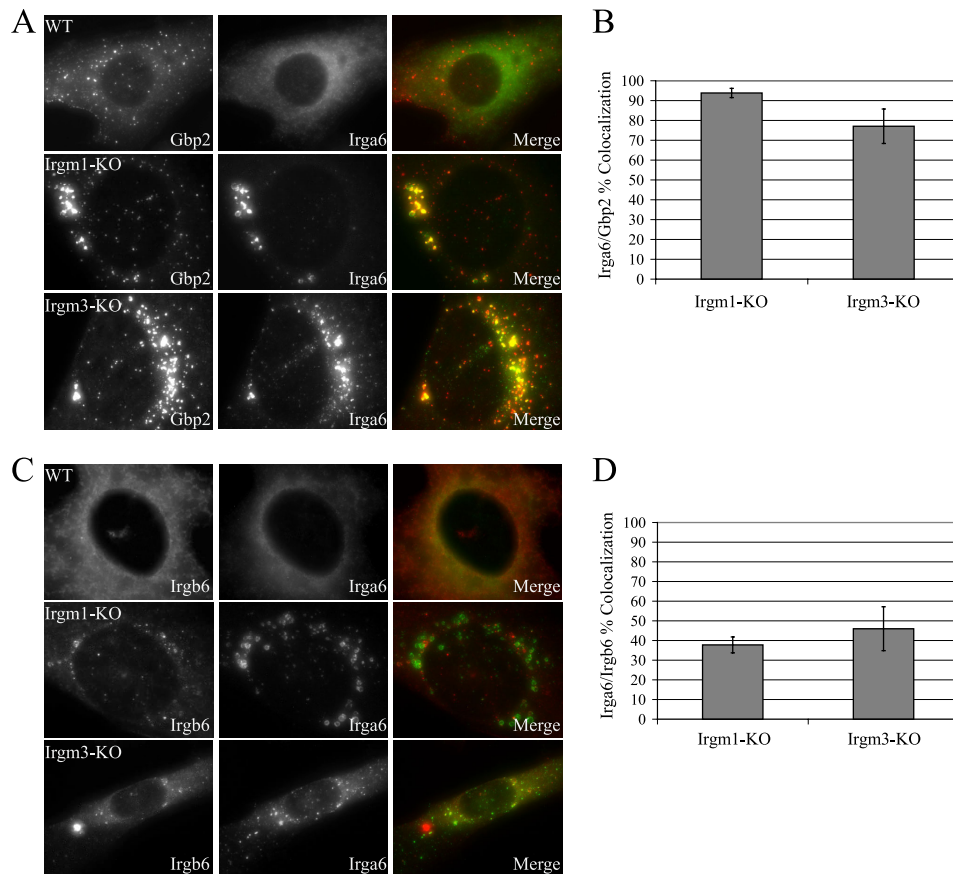 A
WT
Gbp2
Irga6
Merge
Irgm1-KO
Gbp2
Irga6
Merge
Irgm3-KO
Gbp2
Irga6
Merge
B
Irga6/Gbp2 % Colocalization
100
90
80
70
60
50
40
30
20
10
0
Irgm1-KO
Irgm3-KO
C
WT
Irgb6
Irga6
Merge
Irgm1-KO
Irgb6
Irga6
Merge
Irgm3-KO
Irgb6
Irga6
Merge
D
Irga6/Irgb6 % Colocalization
100
90
80
70
60
50
40
30
20
10
0
Irgm1-KO
Irgm3-KO